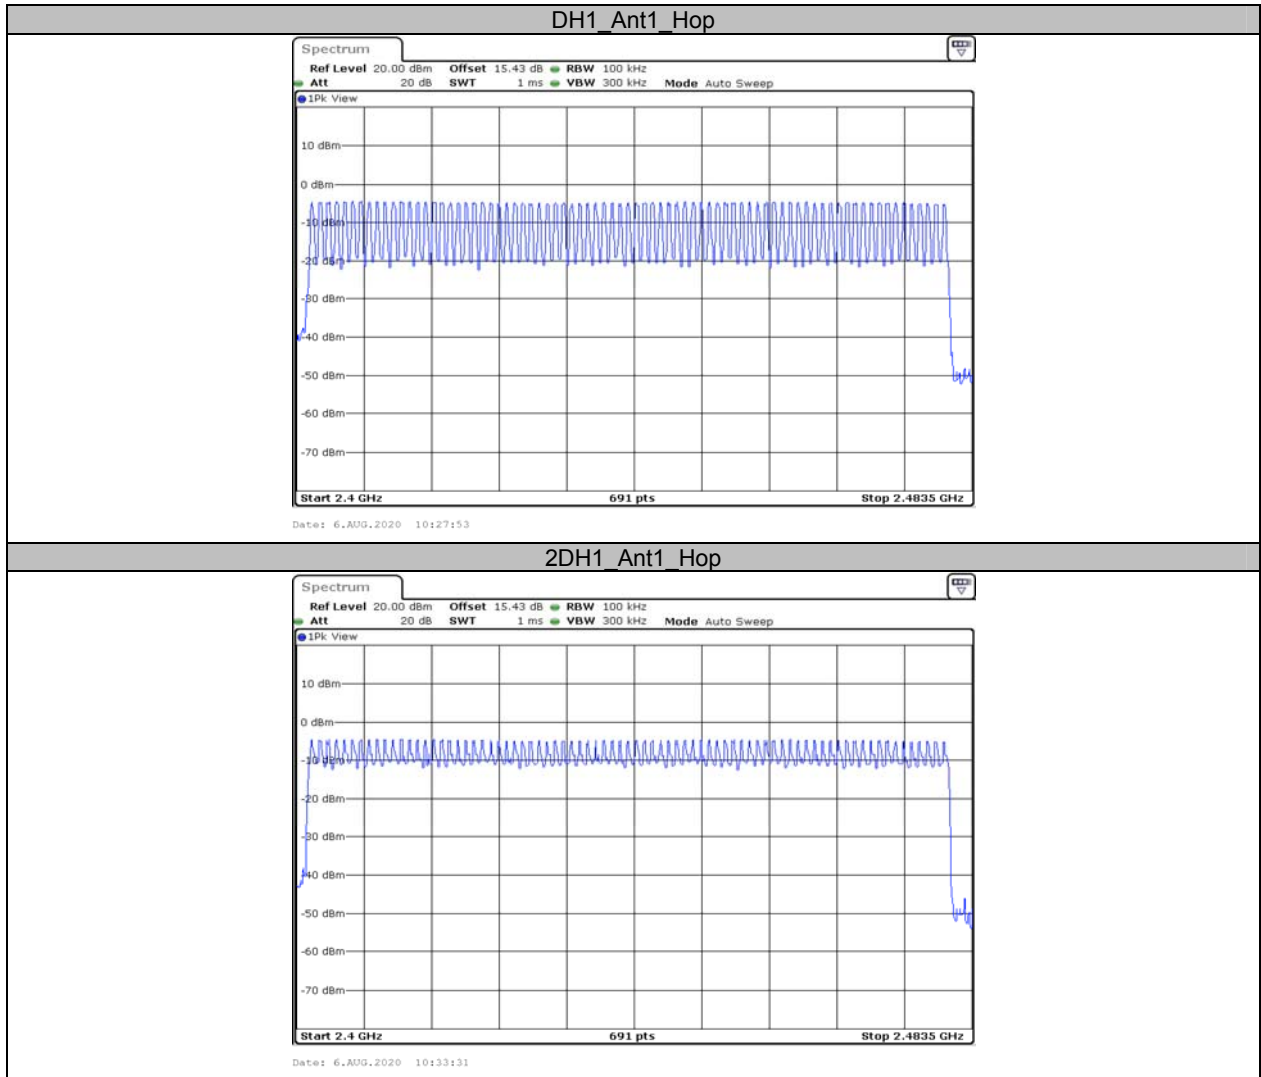 DH1_Ant1_Hop
Spectrum
Ref Level 20.00 dBm Offset 15.43 dB RBW 100 kHz
Att 20 dB SWT 1 ms VBW 300 kHz Mode Auto Sweep
1Pk View
10 dBm
0 dBm
-10 dBm
-20 dBm
-30 dBm
-40 dBm
-50 dBm
-60 dBm
-70 dBm
Start 2.4 GHz 691 pts Stop 2.4835 GHz
Date: 6.AUG.2020 10:27:53
2DH1_Ant1_Hop
Spectrum
Ref Level 20.00 dBm Offset 15.43 dB RBW 100 kHz
Att 20 dB SWT 1 ms VBW 300 kHz Mode Auto Sweep
1Pk View
10 dBm
0 dBm
-10 dBm
-20 dBm
-30 dBm
-40 dBm
-50 dBm
-60 dBm
-70 dBm
Start 2.4 GHz 691 pts Stop 2.4835 GHz
Date: 6.AUG.2020 10:33:31